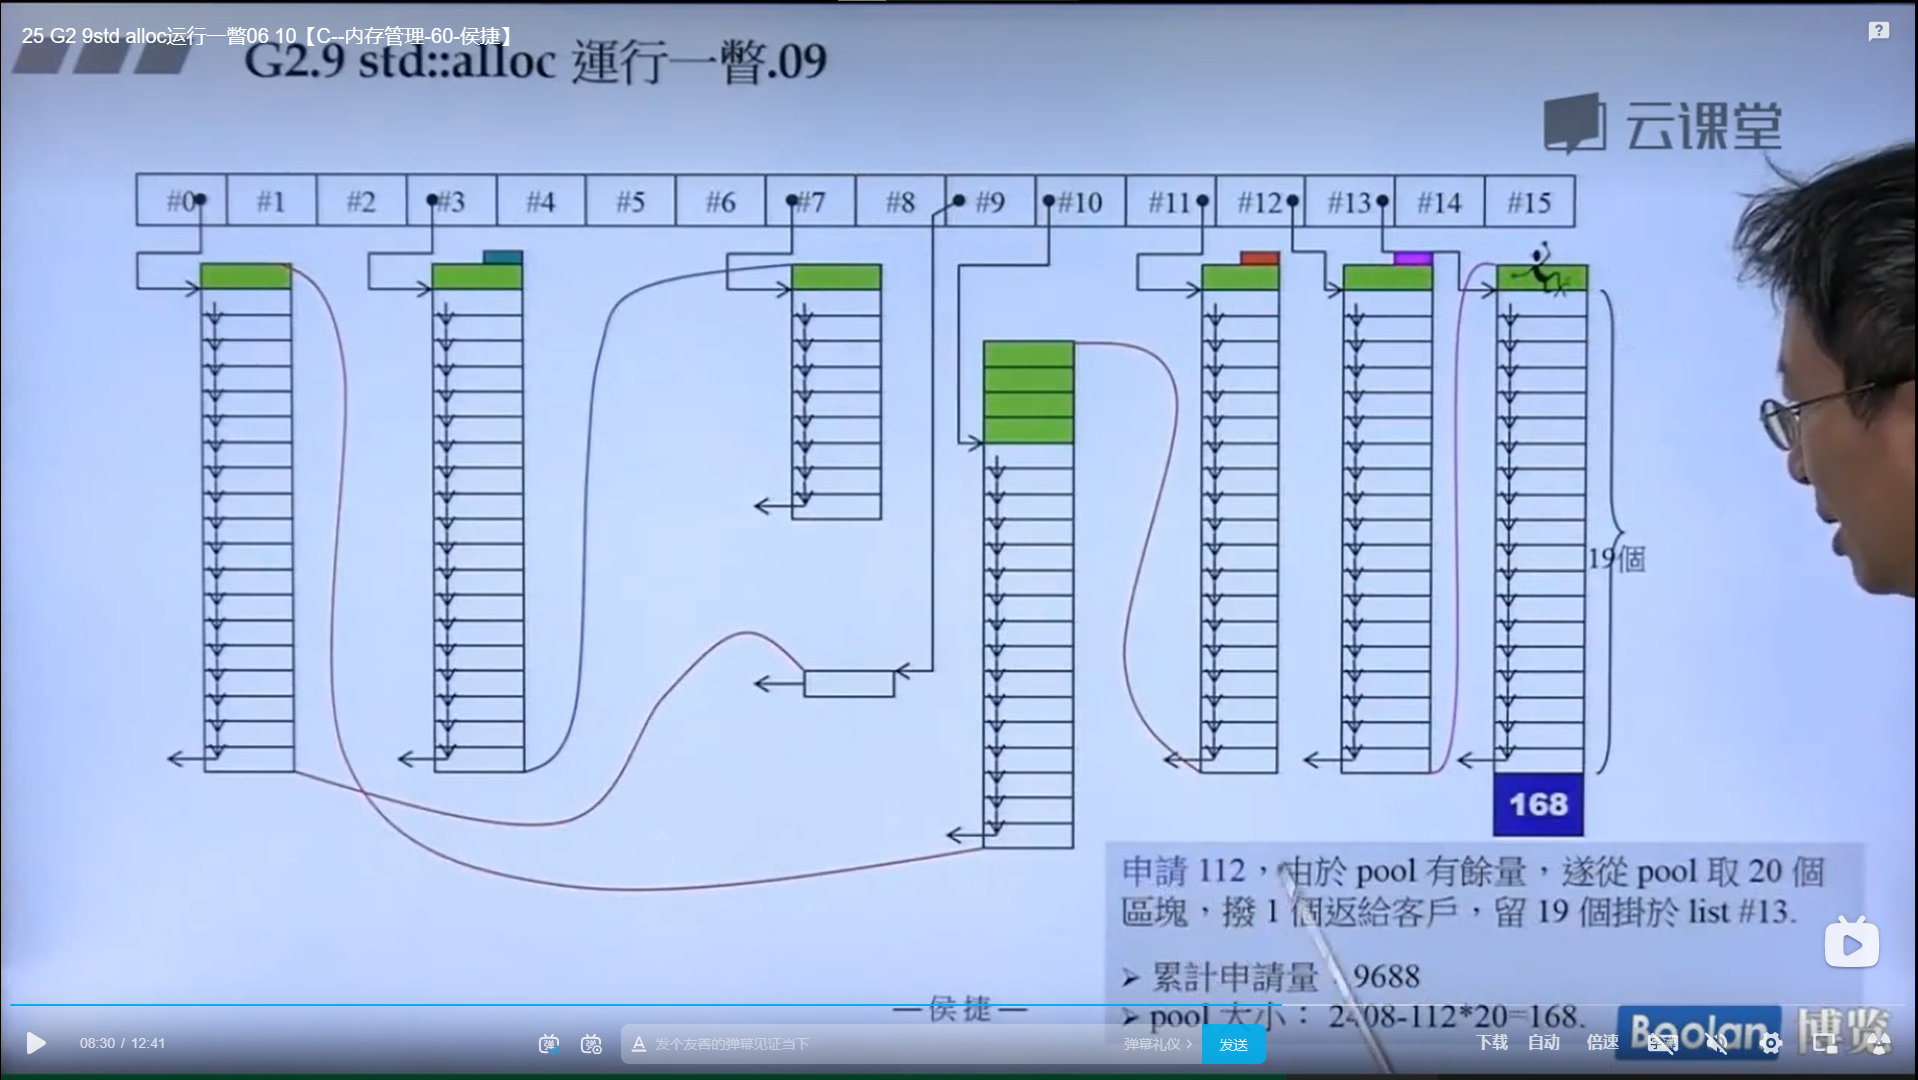 25 G2 9std alloc运行一瞥06 10【C--内存管理-60-侯捷】
G2.9 std::alloc 運行一瞥.09
云课堂
#0 #1 #2 #3 #4 #5 #6 #7 #8 #9 #10 #11 #12 #13 #14 #15
19個
168
申請 112，由於 pool 有餘量，遂從 pool 取 20 個
區塊，撥 1 個返給客戶，留 19 個掛於 list #13.
累計申請量：9688
pool 大小： 2408-112*20=168.
—侯捷—
Boolan 博览
08:30 / 12:41
弹
弹
A 发个友善的弹幕见证当下
弹幕礼仪 >
发送
下载 自动 倍速